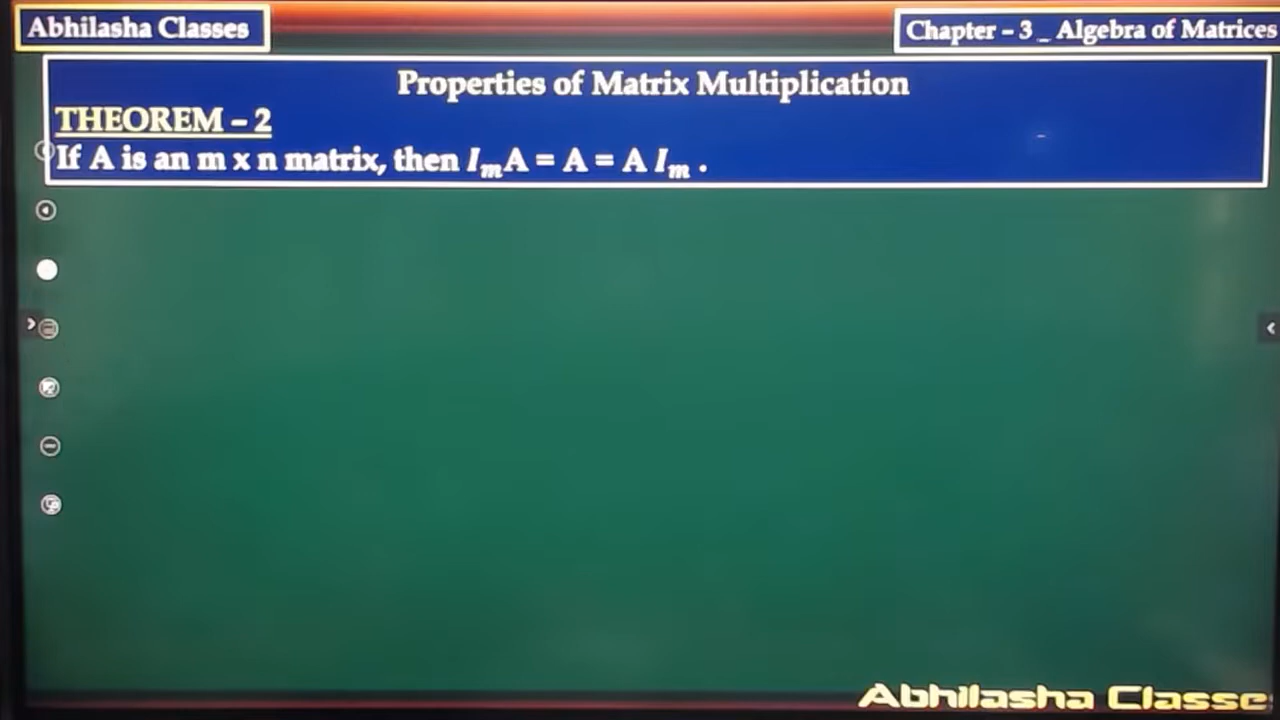 Abhilasha Classes
Chapter – 3 _ Algebra of Matrices
Properties of Matrix Multiplication
THEOREM – 2
If A is an m x n matrix, then Iₘ A = A = A Iₘ .
Abhilasha Classe